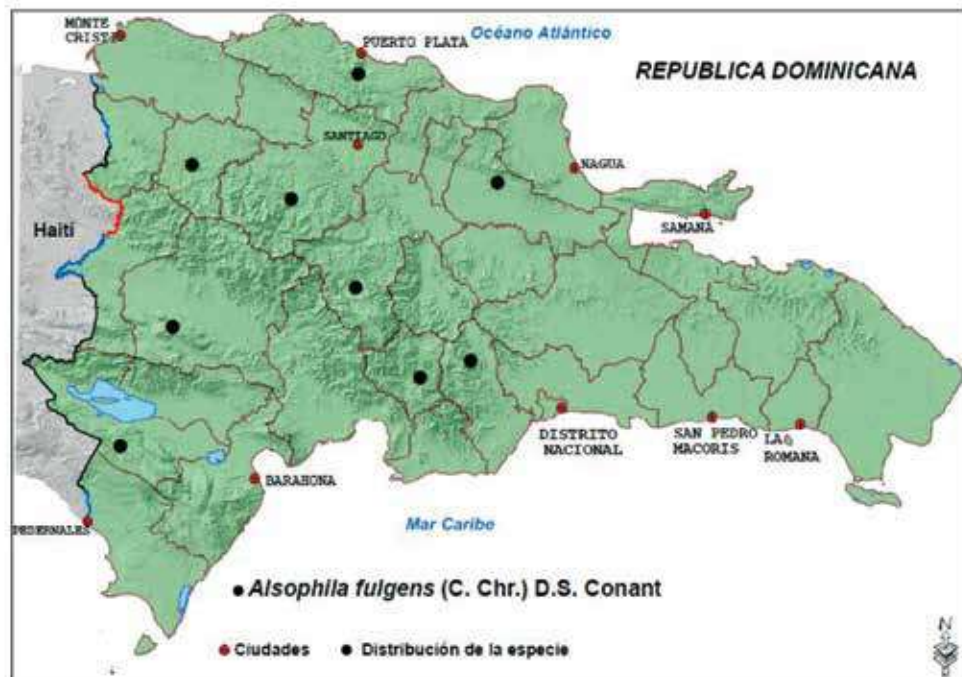 MONTE
CRISTI
PUERTO PLATA
Océano Atlántico
REPUBLICA DOMINICANA
SANTIAGO
NAGUA
SAMANA
Haití
DISTRITO
NACIONAL
SAN PEDRO
MACORIS
LA
ROMANA
BARAHONA
PEDERNALES
Mar Caribe
Alsophila fulgens (C. Chr.) D.S. Conant
Ciudades
Distribución de la especie
N